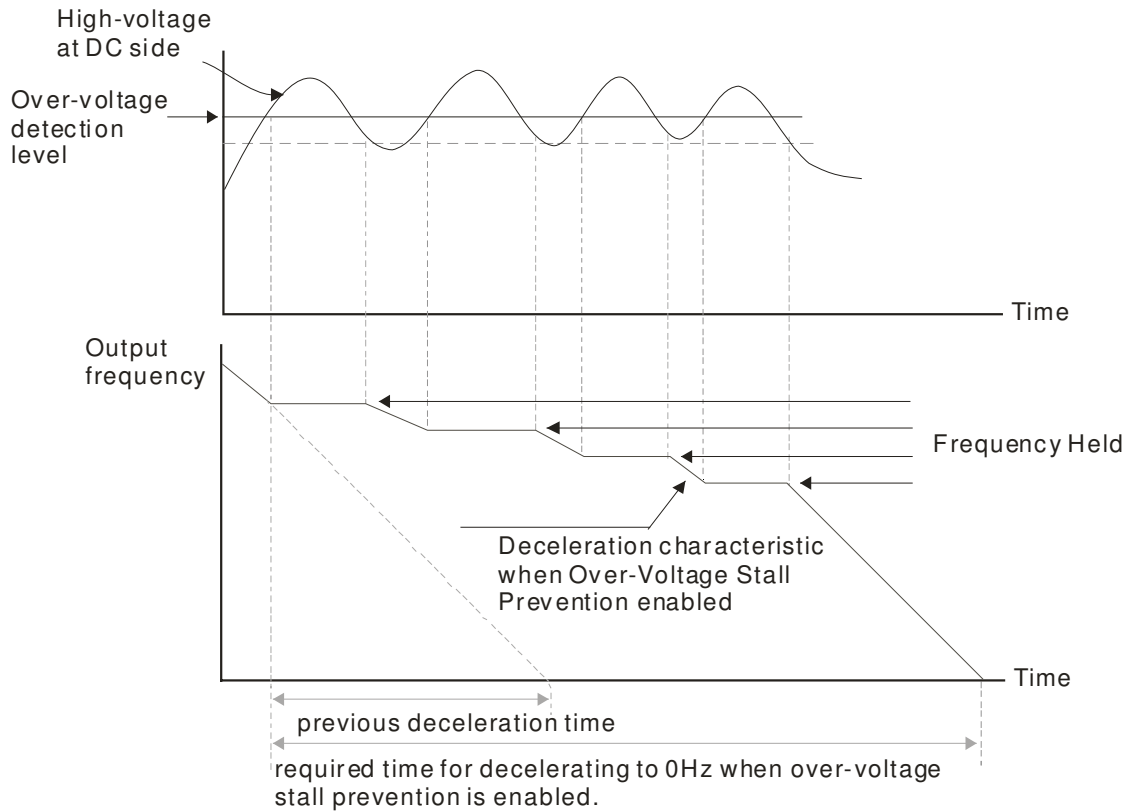 High-voltage
at DC side
Over-voltage
detection
level
Time
Output
frequency
Frequency Held
Deceleration characteristic
when Over-Voltage Stall
Prevention enabled
Time
previous deceleration time
required time for decelerating to 0Hz when over-voltage
stall prevention is enabled.